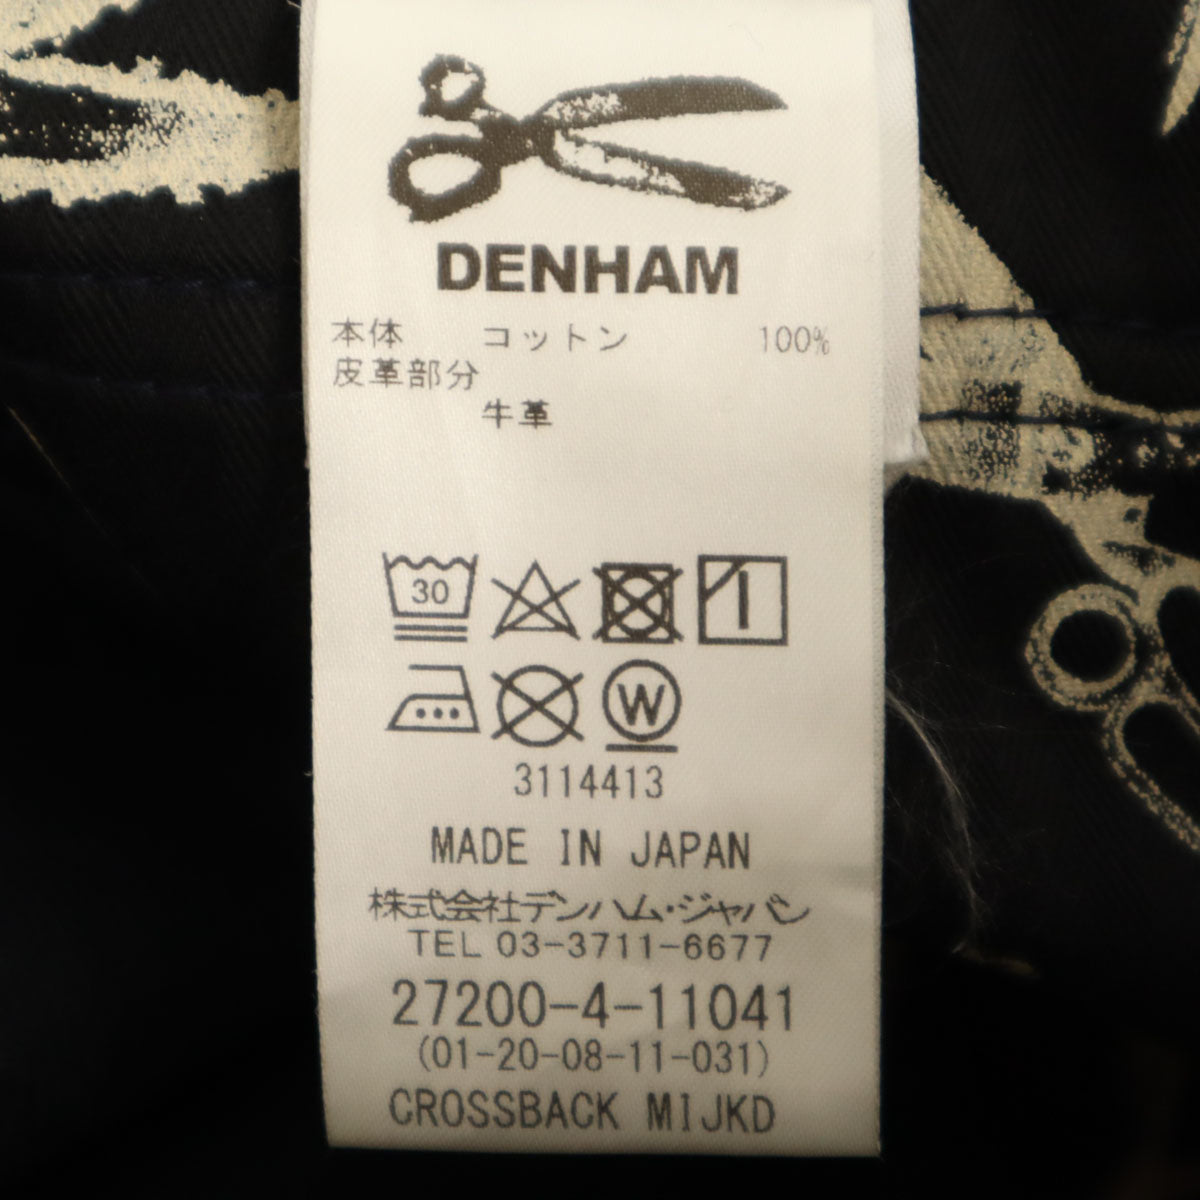 DENHAM
本体 コットン 100%
皮革部分
牛革
30
W
3114413
MADE IN JAPAN
株式会社デンハム・ジャパン
TEL 03-3711-6677
27200-4-11041
(01-20-08-11-031)
CROSSBACK MIJKD